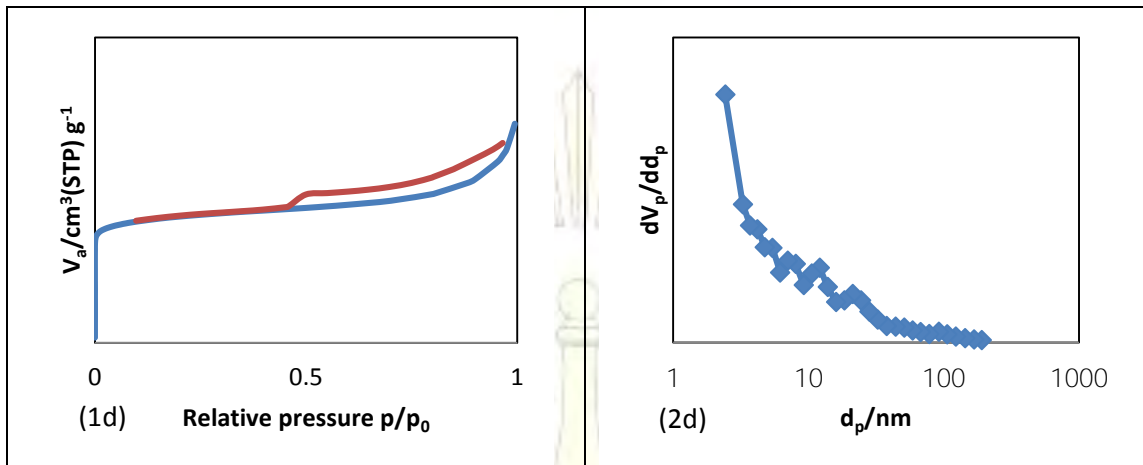 Vₐ/cm³(STP) g⁻¹
0 0.5 1
(1d) Relative pressure p/p₀
dVₚ/ddₚ
1 10 100 1000
(2d) dₚ/nm